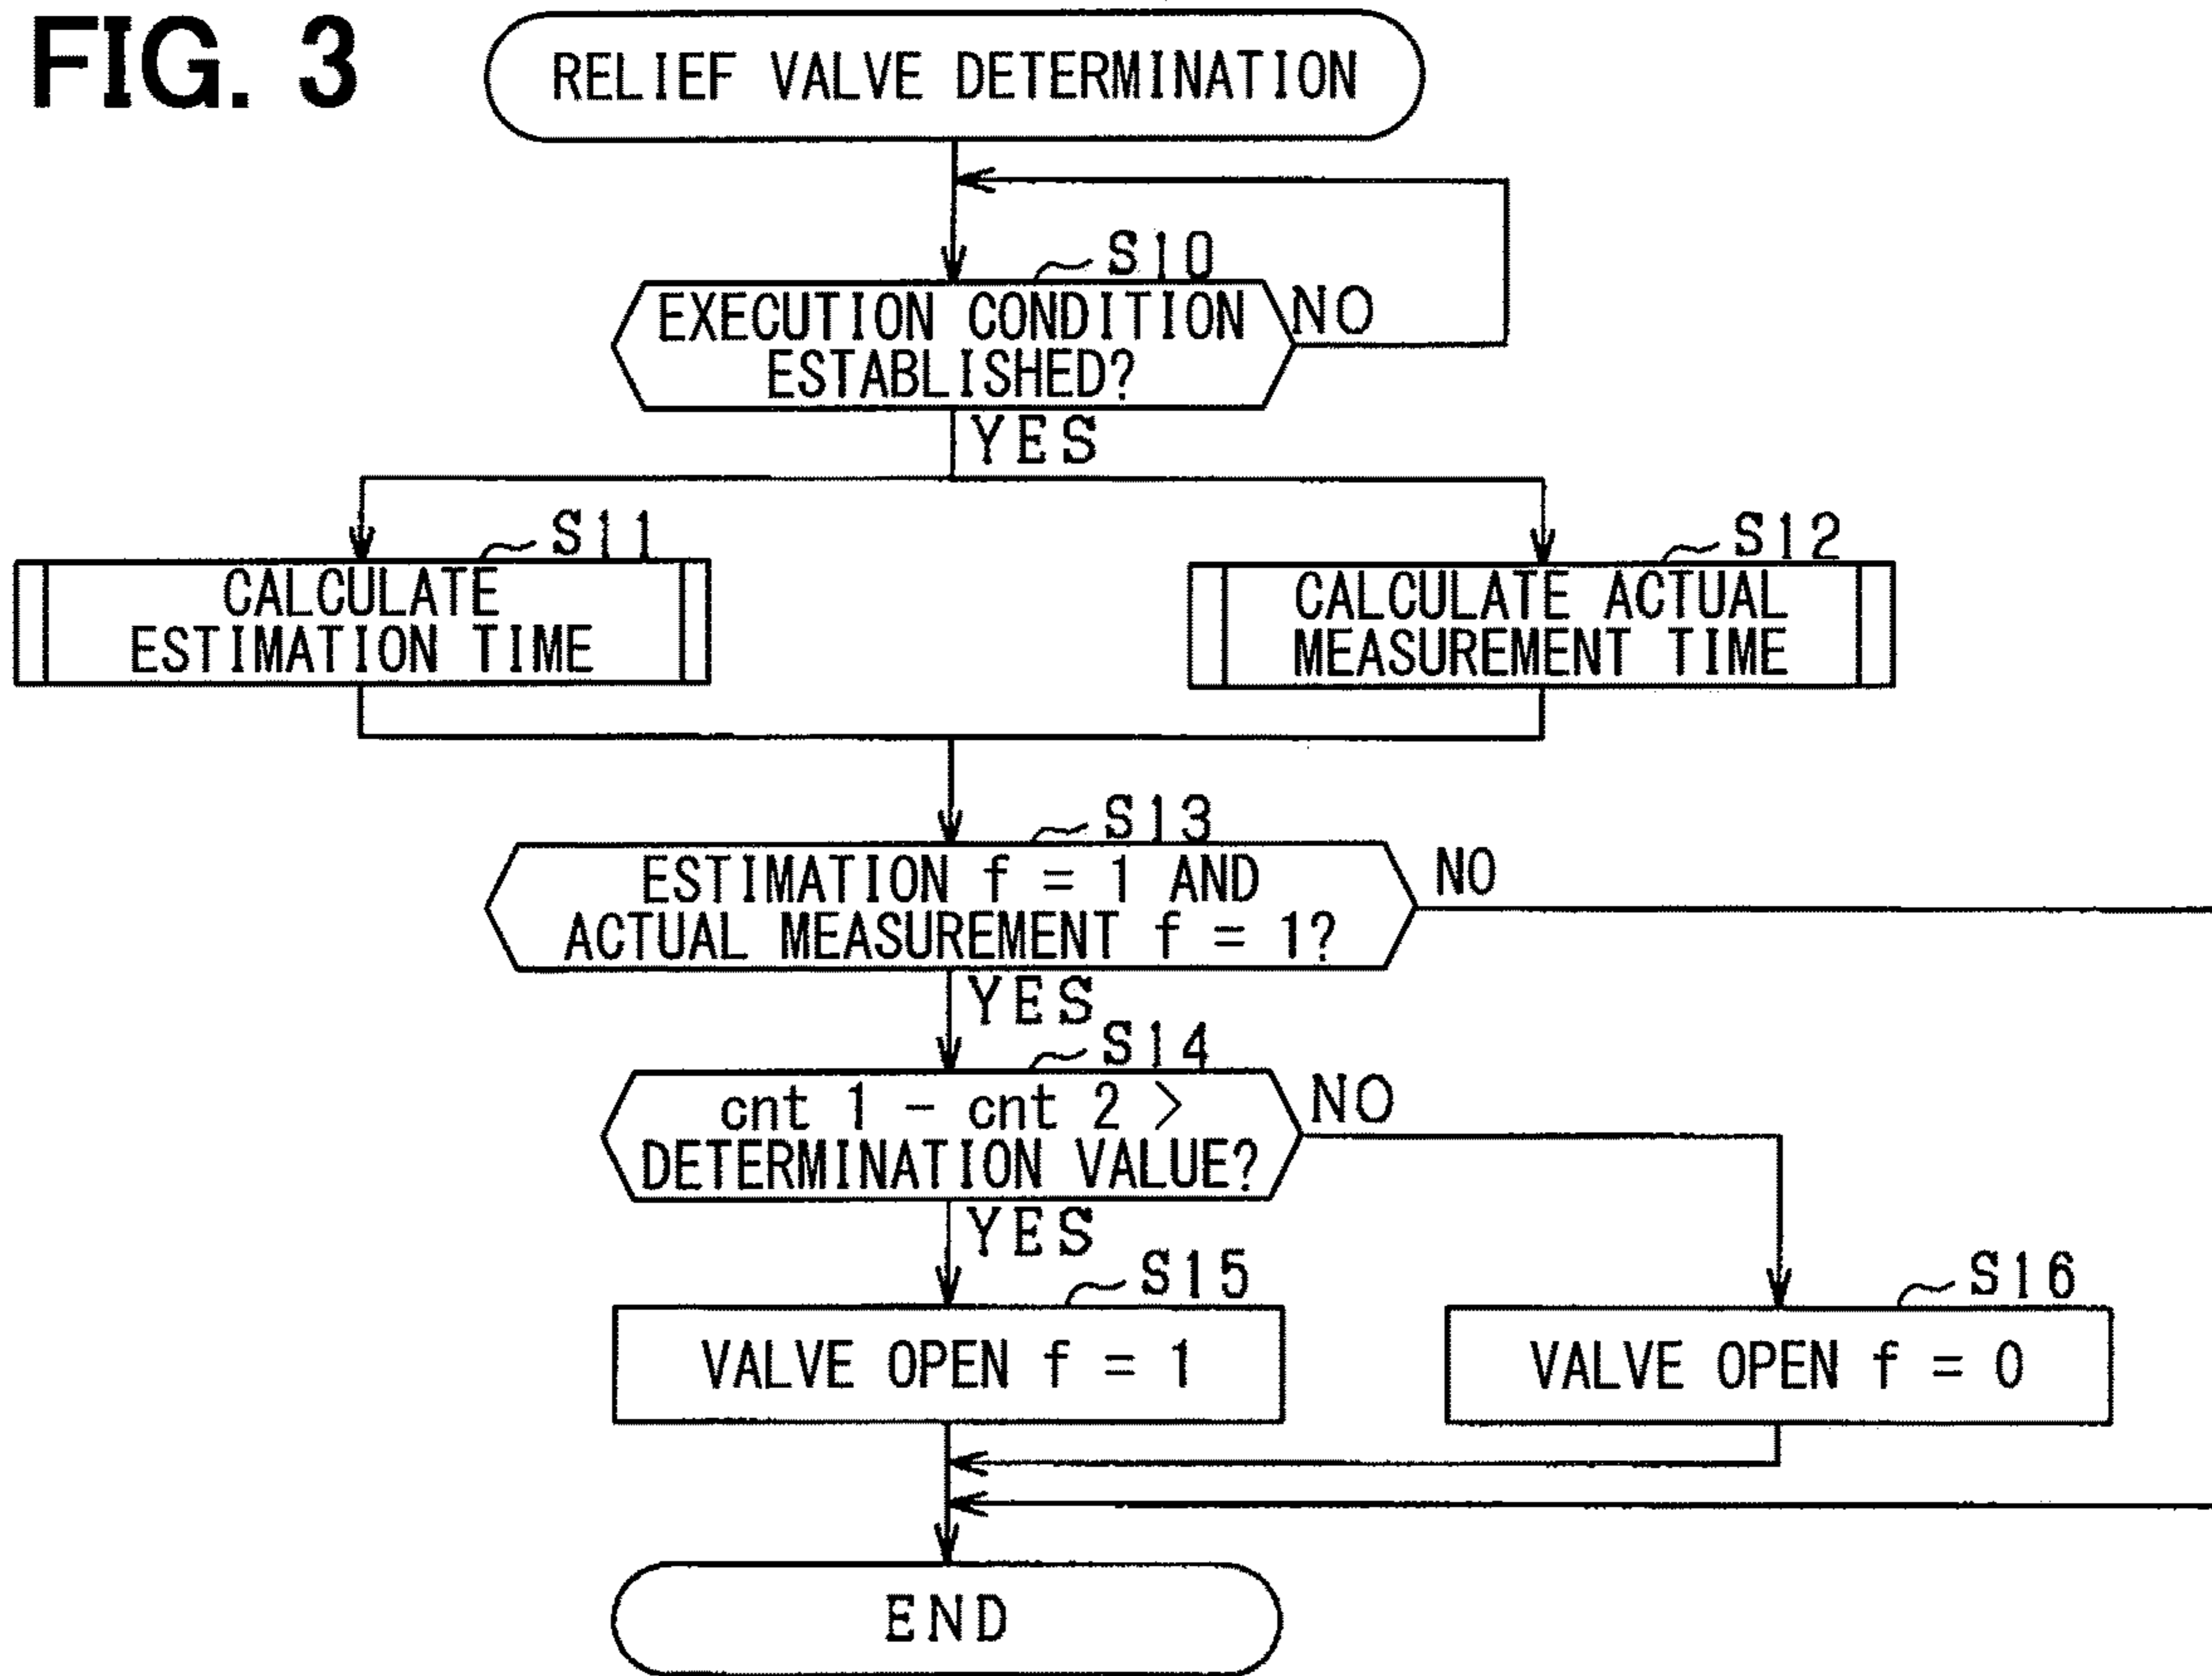 FIG. 3
RELIEF VALVE DETERMINATION
S10
EXECUTION CONDITION
ESTABLISHED?
NO
YES
S11
CALCULATE
ESTIMATION TIME
S12
CALCULATE ACTUAL
MEASUREMENT TIME
S13
ESTIMATION f = 1 AND
ACTUAL MEASUREMENT f = 1?
NO
YES
S14
cnt 1 - cnt 2 >
DETERMINATION VALUE?
NO
YES
S15
VALVE OPEN f = 1
S16
VALVE OPEN f = 0
END